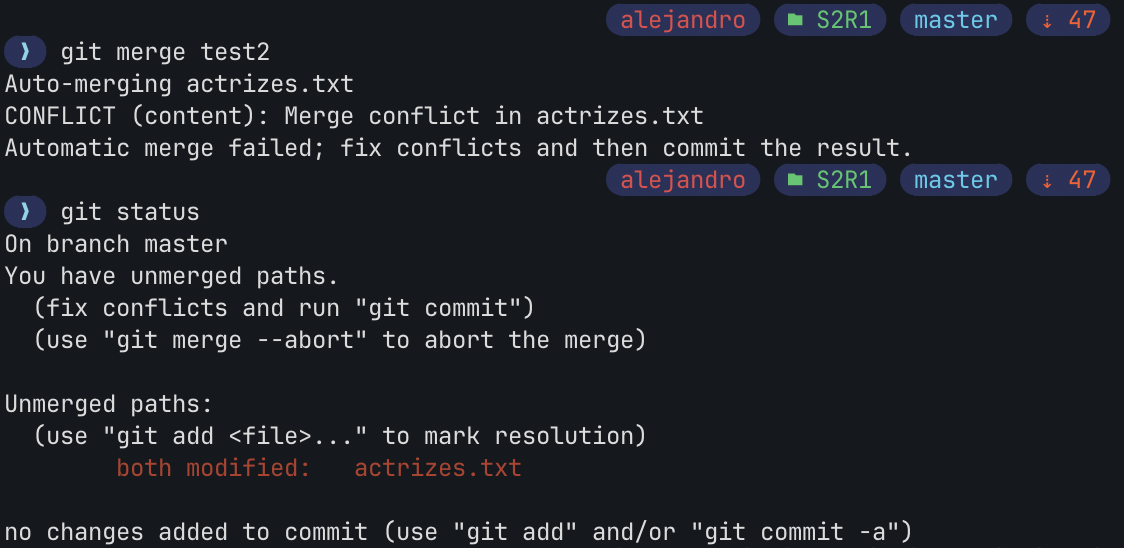 alejandro S2R1 master ⇣ 47
❫ git merge test2
Auto-merging actrizes.txt
CONFLICT (content): Merge conflict in actrizes.txt
Automatic merge failed; fix conflicts and then commit the result.
alejandro S2R1 master ⇣ 47
❫ git status
On branch master
You have unmerged paths.
  (fix conflicts and run "git commit")
  (use "git merge --abort" to abort the merge)

Unmerged paths:
  (use "git add <file>..." to mark resolution)
        both modified:   actrizes.txt

no changes added to commit (use "git add" and/or "git commit -a")